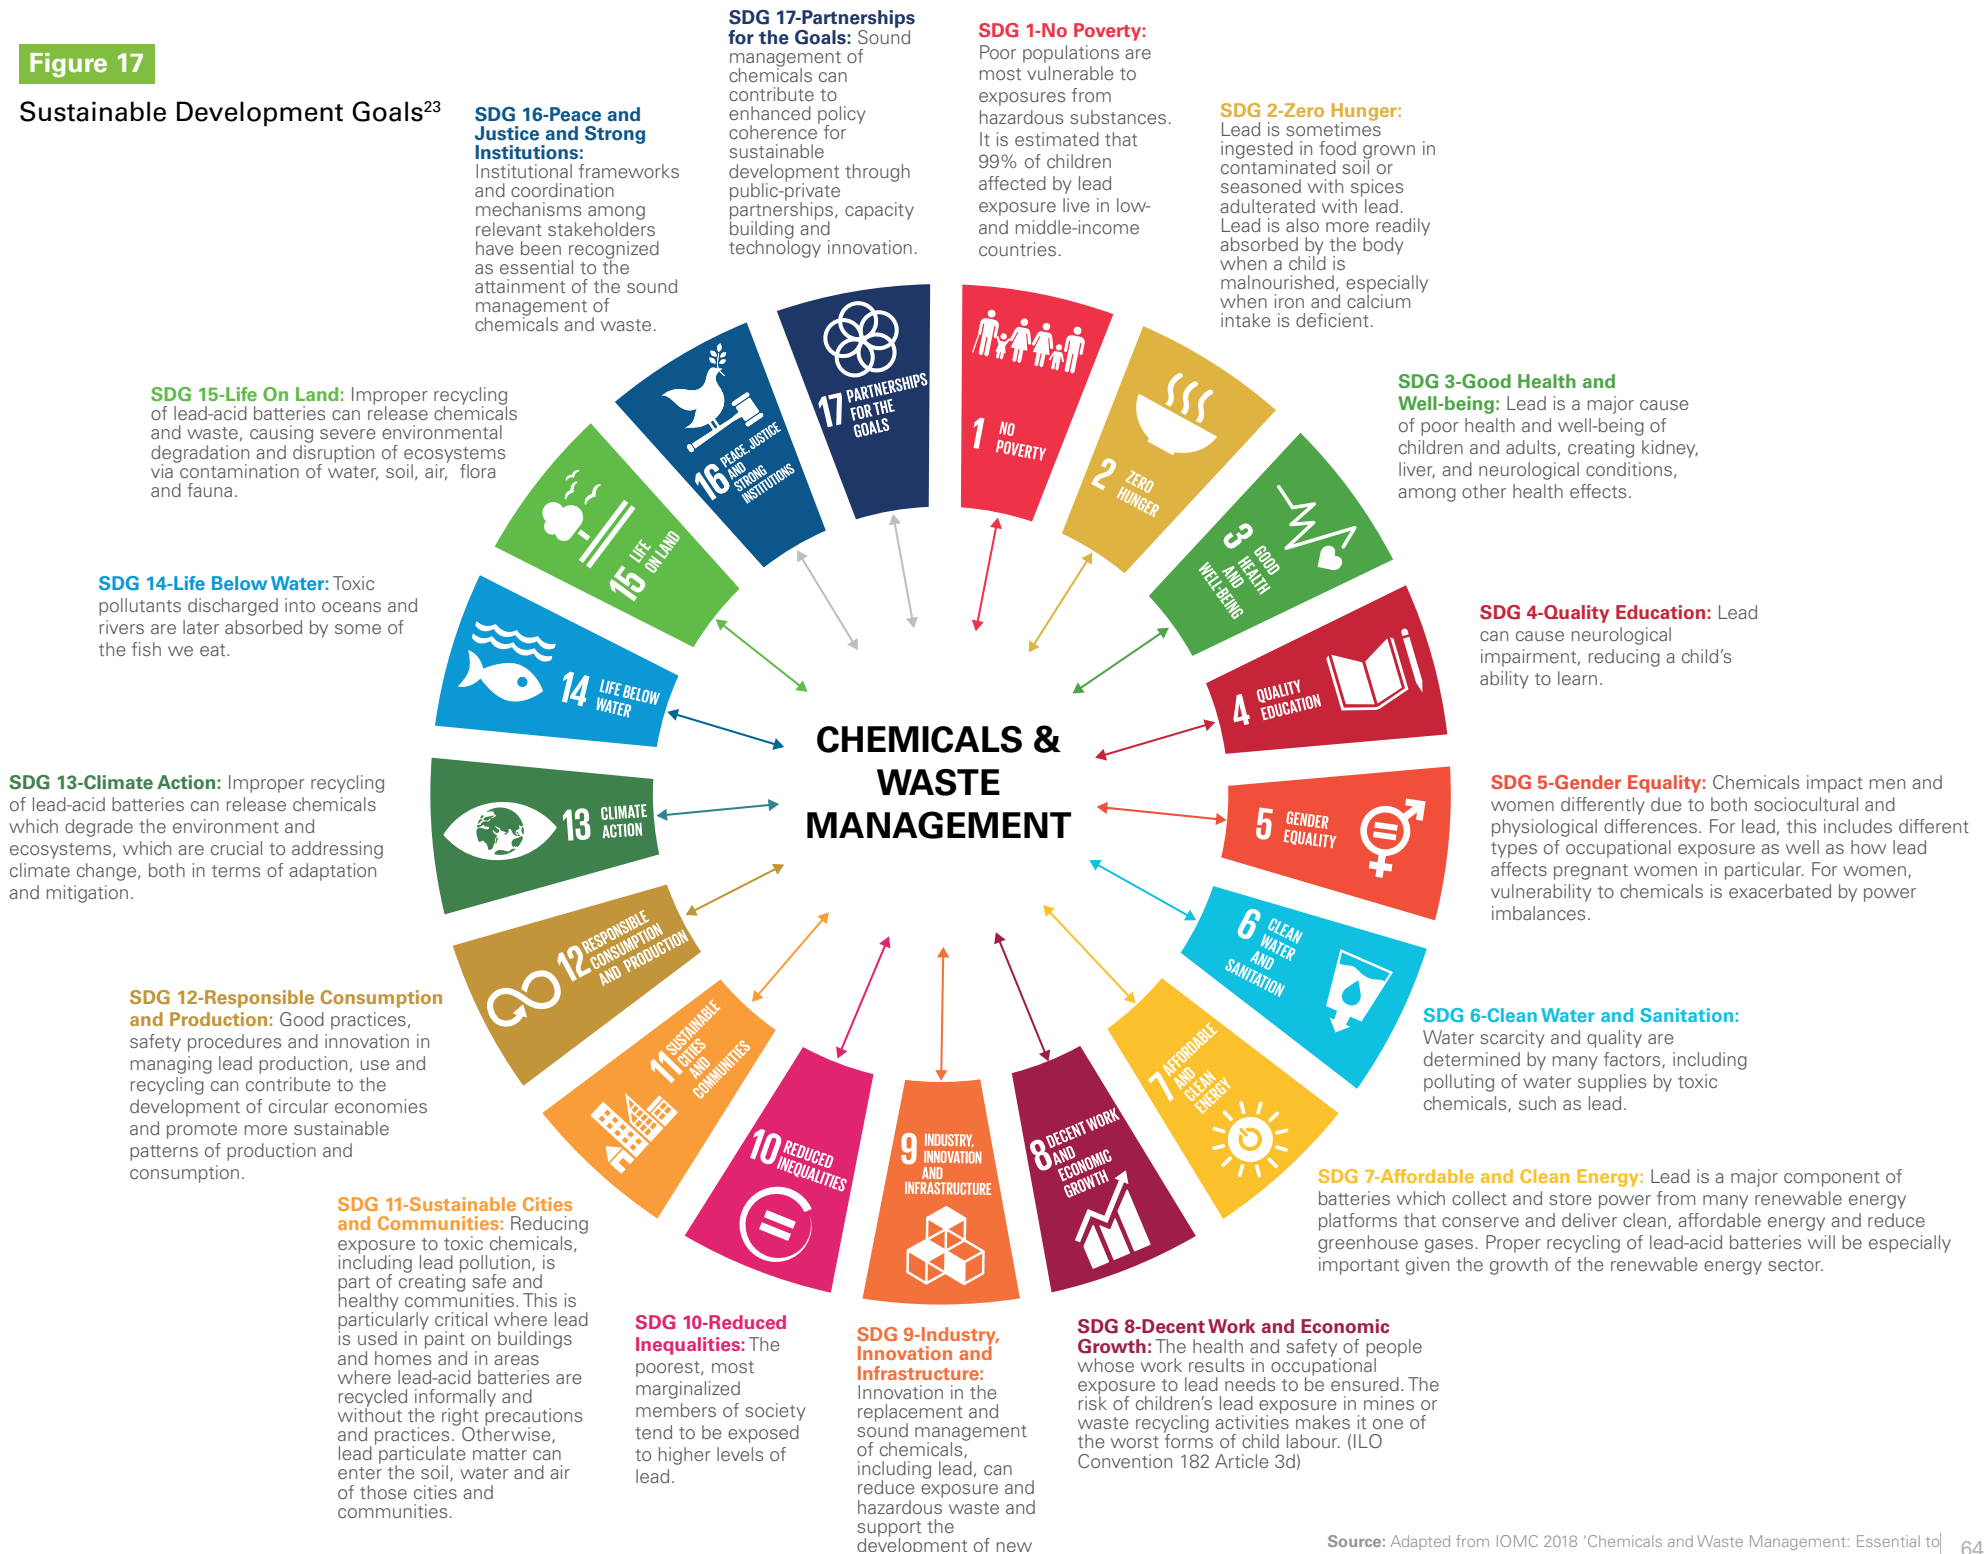 Figure 17
Sustainable Development Goals23
SDG 17-Partnerships
for the Goals: Sound
management of
chemicals can
contribute to
enhanced policy
coherence for
sustainable
development through
public-private
partnerships, capacity
building and
technology innovation.
SDG 1-No Poverty:
Poor populations are
most vulnerable to
exposures from
hazardous substances.
It is estimated that
99% of children
affected by lead
exposure live in low-
and middle-income
countries.
SDG 16-Peace and
Justice and Strong
Institutions:
Institutional frameworks
and coordination
mechanisms among
relevant stakeholders
have been recognized
as essential to the
attainment of the sound
management of
chemicals and waste.
SDG 2-Zero Hunger:
Lead is sometimes
ingested in food grown in
contaminated soil or
seasoned with spices
adulterated with lead.
Lead is also more readily
absorbed by the body
when a child is
malnourished, especially
when iron and calcium
intake is deficient.
SDG 15-Life On Land: Improper recycling
of lead-acid batteries can release chemicals
and waste, causing severe environmental
degradation and disruption of ecosystems
via contamination of water, soil, air, flora
and fauna.
SDG 3-Good Health and
Well-being: Lead is a major cause
of poor health and well-being of
children and adults, creating kidney,
liver, and neurological conditions,
among other health effects.
SDG 14-Life Below Water: Toxic
pollutants discharged into oceans and
rivers are later absorbed by some of
the fish we eat.
SDG 4-Quality Education: Lead
can cause neurological
impairment, reducing a child's
ability to learn.
SDG 13-Climate Action: Improper recycling
of lead-acid batteries can release chemicals
which degrade the environment and
ecosystems, which are crucial to addressing
climate change, both in terms of adaptation
and mitigation.
SDG 5-Gender Equality: Chemicals impact men and
women differently due to both sociocultural and
physiological differences. For lead, this includes different
types of occupational exposure as well as how lead
affects pregnant women in particular. For women,
vulnerability to chemicals is exacerbated by power
imbalances.
SDG 12-Responsible Consumption
and Production: Good practices,
safety procedures and innovation in
managing lead production, use and
recycling can contribute to the
development of circular economies
and promote more sustainable
patterns of production and
consumption.
SDG 6-Clean Water and Sanitation:
Water scarcity and quality are
determined by many factors, including
polluting of water supplies by toxic
chemicals, such as lead.
SDG 11-Sustainable Cities
and Communities: Reducing
exposure to toxic chemicals,
including lead pollution, is
part of creating safe and
healthy communities. This is
particularly critical where lead
is used in paint on buildings
and homes and in areas
where lead-acid batteries are
recycled informally and
without the right precautions
and practices. Otherwise,
lead particulate matter can
enter the soil, water and air
of those cities and
communities.
SDG 7-Affordable and Clean Energy: Lead is a major component of
batteries which collect and store power from many renewable energy
platforms that conserve and deliver clean, affordable energy and reduce
greenhouse gases. Proper recycling of lead-acid batteries will be especially
important given the growth of the renewable energy sector.
SDG 10-Reduced
Inequalities: The
poorest, most
marginalized
members of society
tend to be exposed
to higher levels of
lead.
SDG 9-Industry,
Innovation and
Infrastructure:
Innovation in the
replacement and
sound management
of chemicals,
including lead, can
reduce exposure and
hazardous waste and
support the
development of new
SDG 8-Decent Work and Economic
Growth: The health and safety of people
whose work results in occupational
exposure to lead needs to be ensured. The
risk of children's lead exposure in mines or
waste recycling activities makes it one of
the worst forms of child labour. (ILO
Convention 182 Article 3d)
CHEMICALS &
WASTE
MANAGEMENT
1 NO
POVERTY
2 ZERO
HUNGER
3 GOOD
HEALTH
AND
WELL-BEING
4 QUALITY
EDUCATION
5 GENDER
EQUALITY
6 CLEAN
WATER
AND
SANITATION
7 AFFORDABLE
AND
CLEAN
ENERGY
8 DECENT WORK
AND
ECONOMIC
GROWTH
9 INDUSTRY,
INNOVATION
AND
INFRASTRUCTURE
10 REDUCED
INEQUALITIES
11 SUSTAINABLE
CITIES
AND
COMMUNITIES
12 RESPONSIBLE
CONSUMPTION
AND PRODUCTION
13 CLIMATE
ACTION
14 LIFE BELOW
WATER
15 LIFE
ON LAND
16 PEACE, JUSTICE
AND
STRONG
INSTITUTIONS
17 PARTNERSHIPS
FOR THE
GOALS
Source: Adapted from IOMC 2018 'Chemicals and Waste Management: Essential to
64